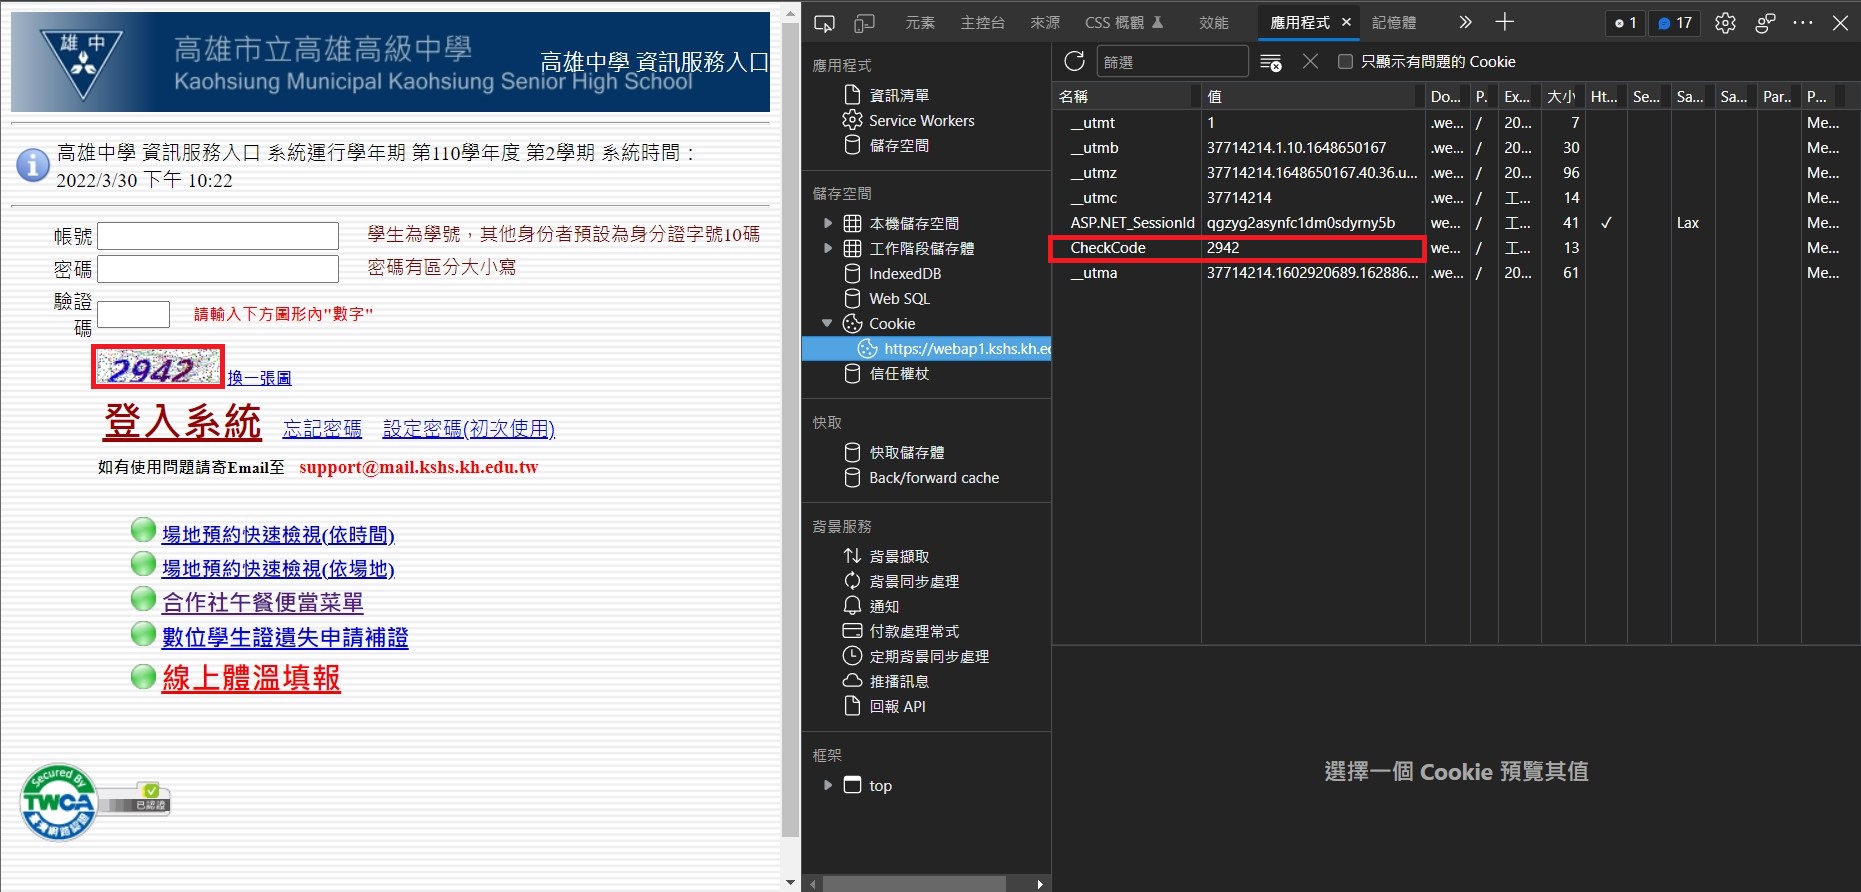 雄中
高雄市立高雄高級中學
Kaohsiung Municipal Kaohsiung Senior High School
高雄中學 資訊服務入口
高雄中學 資訊服務入口 系統運行學年期 第110學年度 第2學期 系統時間：
2022/3/30 下午 10:22
帳號
學生為學號，其他身份者預設為身分證字號10碼
密碼
密碼有區分大小寫
驗證
碼
請輸入下方圖形內"數字"
2942
換一張圖
登入系統 忘記密碼 設定密碼(初次使用)
如有使用問題請寄Email至 support@mail.kshs.kh.edu.tw
場地預約快速檢視(依時間)
場地預約快速檢視(依場地)
合作社午餐便當菜單
數位學生證遺失申請補證
線上體溫填報
Secured By
TWCA
臺灣網路認證
已認證
元素 主控台 來源 CSS 概觀 效能 應用程式 記憶體 1 17
應用程式
資訊清單
Service Workers
儲存空間
儲存空間
本機儲存空間
工作階段儲存體
IndexedDB
Web SQL
Cookie
https://webap1.kshs.kh.ed
信任權杖
快取
快取儲存體
Back/forward cache
背景服務
背景擷取
背景同步處理
通知
付款處理常式
定期背景同步處理
推播訊息
回報 API
框架
top
篩選 只顯示有問題的 Cookie
名稱 值 Do... P. Ex... 大小 Ht... Se... Sa... Sa... Par... P...
__utmt 1 .we... / 20... 7 Me...
__utmb 37714214.1.10.1648650167 .we... / 20... 30 Me...
__utmz 37714214.1648650167.40.36.u... .we... / 20... 96 Me...
__utmc 37714214 .we... / 工... 14 Me...
ASP.NET_SessionId qgzyg2asynfc1dm0sdyrny5b we... / 工... 41 ✓ Lax Me...
CheckCode 2942 we... / 工... 13 Me...
__utma 37714214.1602920689.162886... .we... / 20... 61 Me...
選擇一個 Cookie 預覽其值